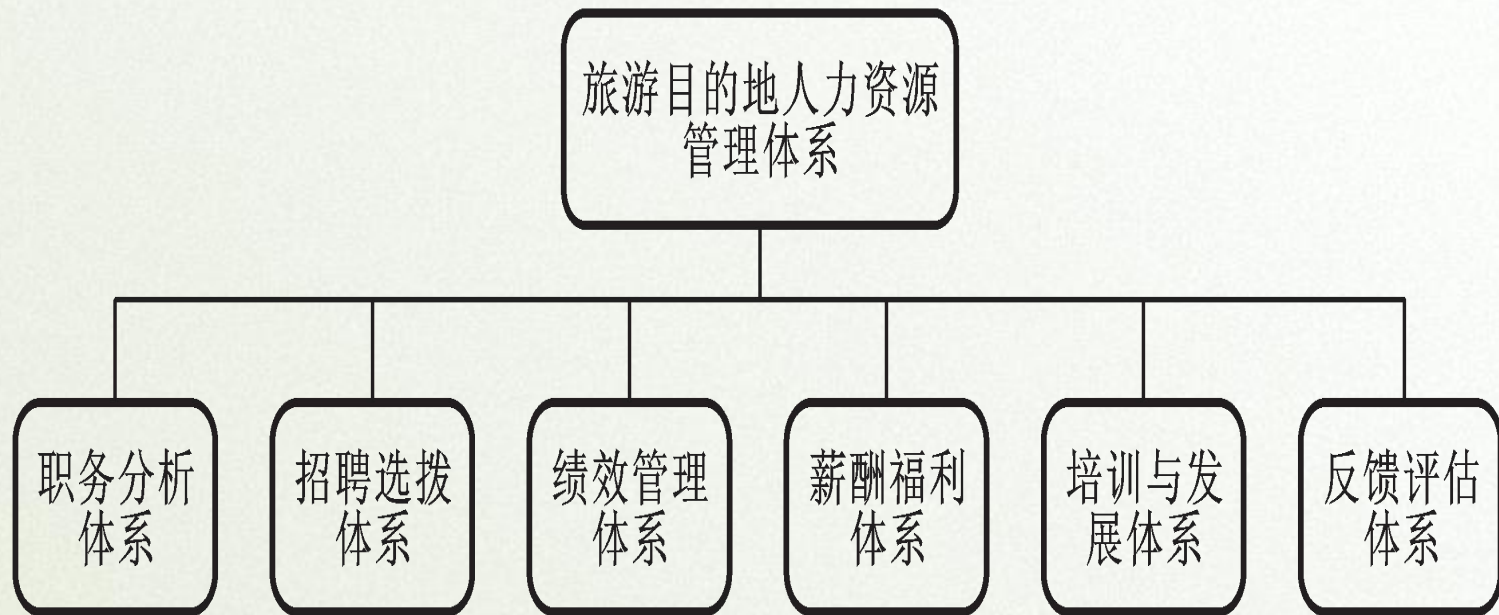 旅游目的地人力资源
管理体系
职务分析
体系
招聘选拨
体系
绩效管理
体系
薪酬福利
体系
培训与发
展体系
反馈评估
体系